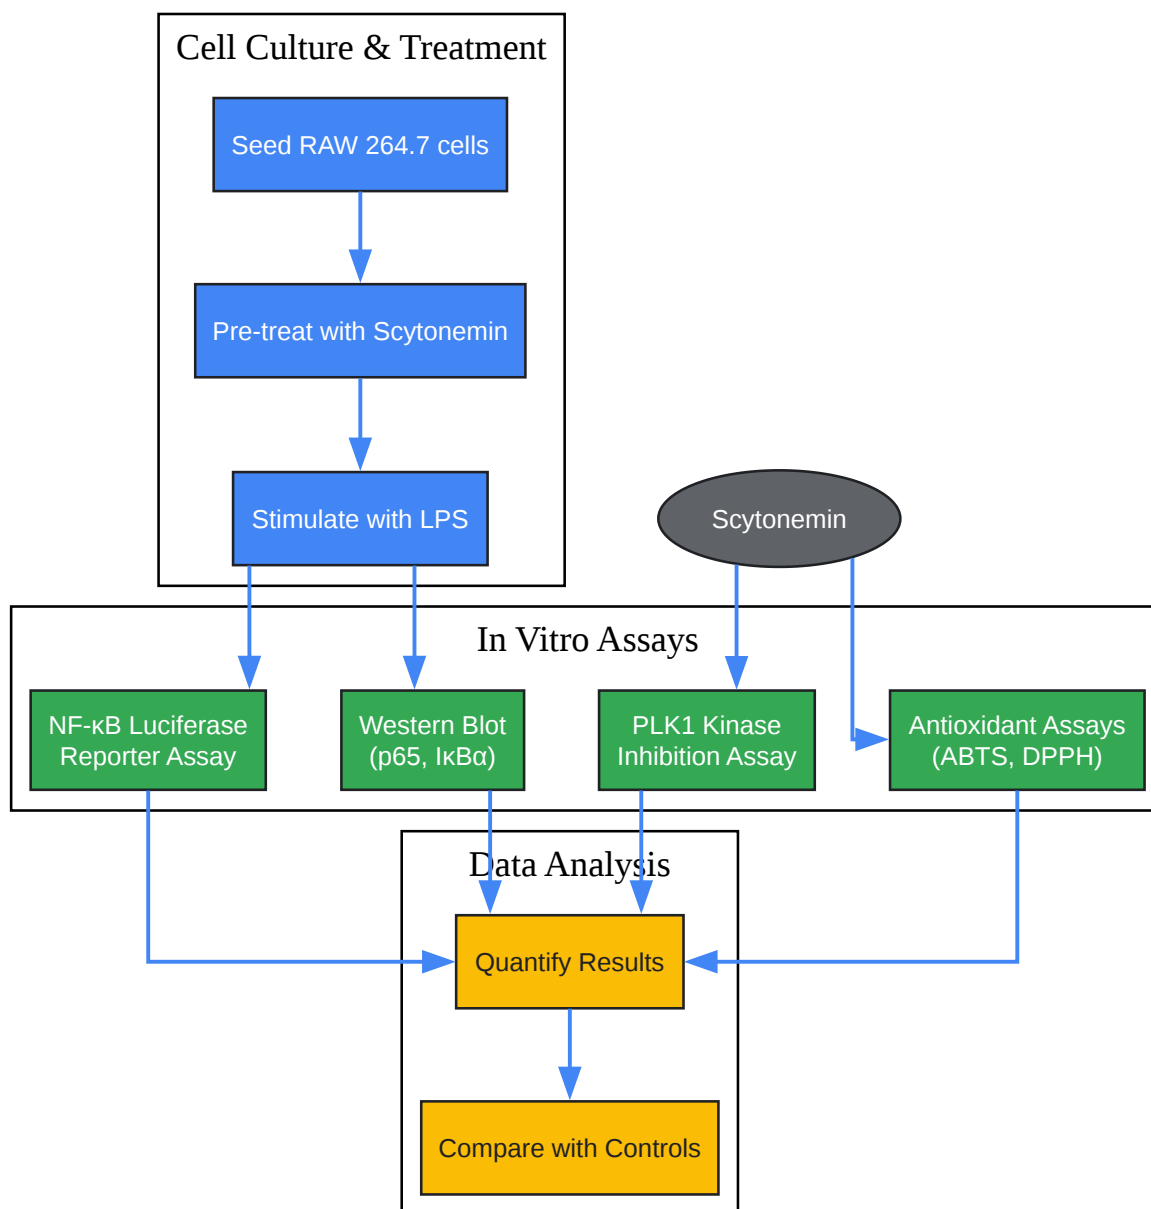 Cell Culture & Treatment
Seed RAW 264.7 cells
Pre-treat with Scytonemin
Stimulate with LPS
Scytonemin
In Vitro Assays
NF-κB Luciferase
Reporter Assay
Western Blot
(p65, IκBα)
PLK1 Kinase
Inhibition Assay
Antioxidant Assays
(ABTS, DPPH)
Data Analysis
Quantify Results
Compare with Controls